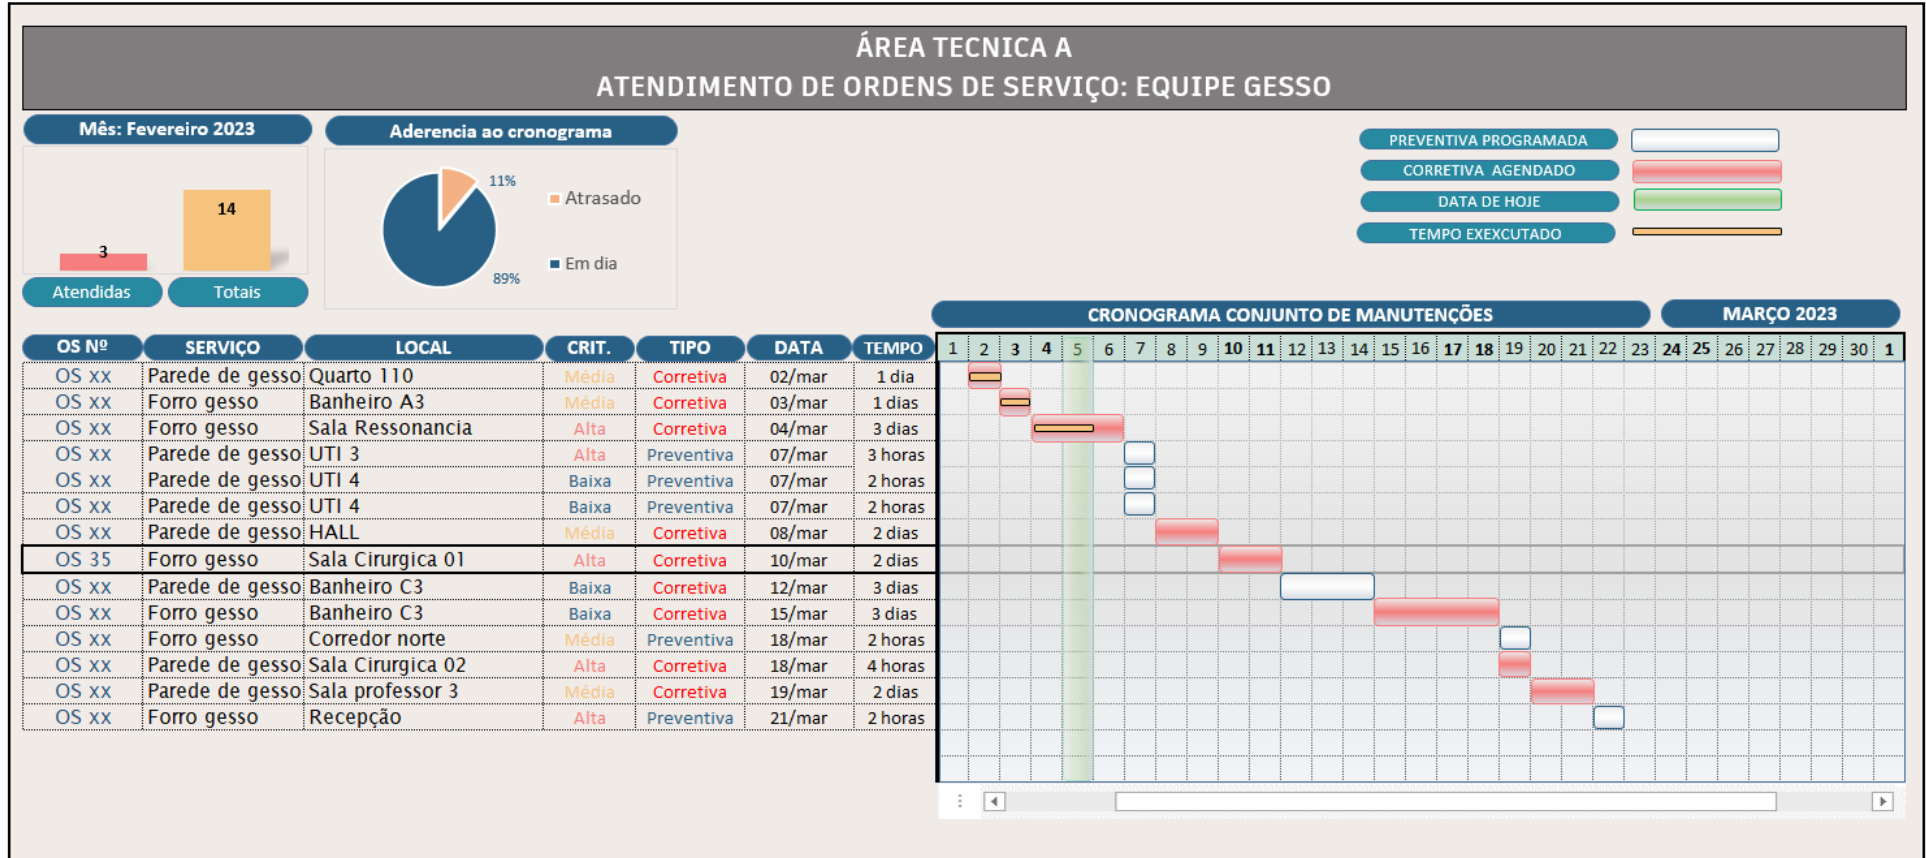 ÁREA TECNICA A
ATENDIMENTO DE ORDENS DE SERVIÇO: EQUIPE GESSO
Mês: Fevereiro 2023
3
14
Atendidas Totais
Aderencia ao cronograma
11%
89%
Atrasado
Em dia
PREVENTIVA PROGRAMADA
CORRETIVA AGENDADO
DATA DE HOJE
TEMPO EXEXCUTADO
CRONOGRAMA CONJUNTO DE MANUTENÇÕES MARÇO 2023
OS Nº SERVIÇO LOCAL CRIT. TIPO DATA TEMPO 1 2 3 4 5 6 7 8 9 10 11 12 13 14 15 16 17 18 19 20 21 22 23 24 25 26 27 28 29 30 1
OS xx Parede de gesso Quarto 110 Média Corretiva 02/mar 1 dia
OS xx Forro gesso Banheiro A3 Média Corretiva 03/mar 1 dias
OS xx Forro gesso Sala Ressonancia Alta Corretiva 04/mar 3 dias
OS xx Parede de gesso UTI 3 Alta Preventiva 07/mar 3 horas
OS xx Parede de gesso UTI 4 Baixa Preventiva 07/mar 2 horas
OS xx Parede de gesso UTI 4 Baixa Preventiva 07/mar 2 horas
OS xx Parede de gesso HALL Média Corretiva 08/mar 2 dias
OS 35 Forro gesso Sala Cirurgica 01 Alta Corretiva 10/mar 2 dias
OS xx Parede de gesso Banheiro C3 Baixa Corretiva 12/mar 3 dias
OS xx Forro gesso Banheiro C3 Baixa Corretiva 15/mar 3 dias
OS xx Forro gesso Corredor norte Média Preventiva 18/mar 2 horas
OS xx Parede de gesso Sala Cirurgica 02 Alta Corretiva 18/mar 4 horas
OS xx Parede de gesso Sala professor 3 Média Corretiva 19/mar 2 dias
OS xx Forro gesso Recepção Alta Preventiva 21/mar 2 horas